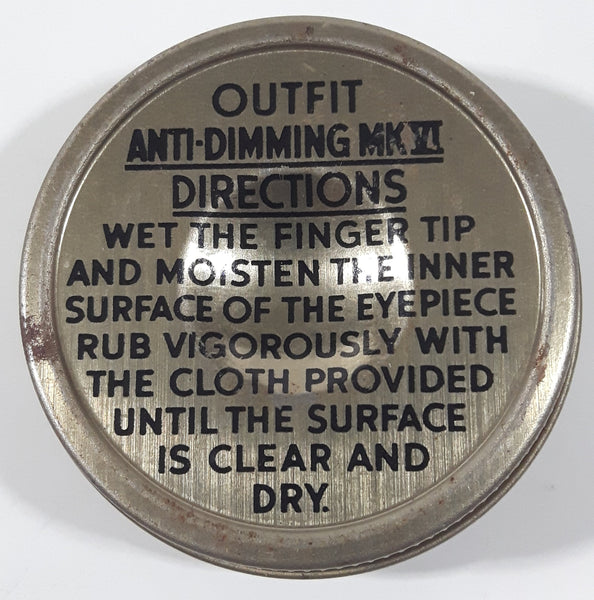 OUTFIT
ANTI-DIMMING MK VI
DIRECTIONS
WET THE FINGER TIP
AND MOISTEN THE INNER
SURFACE OF THE EYEPIECE
RUB VIGOROUSLY WITH
THE CLOTH PROVIDED
UNTIL THE SURFACE
IS CLEAR AND
DRY.